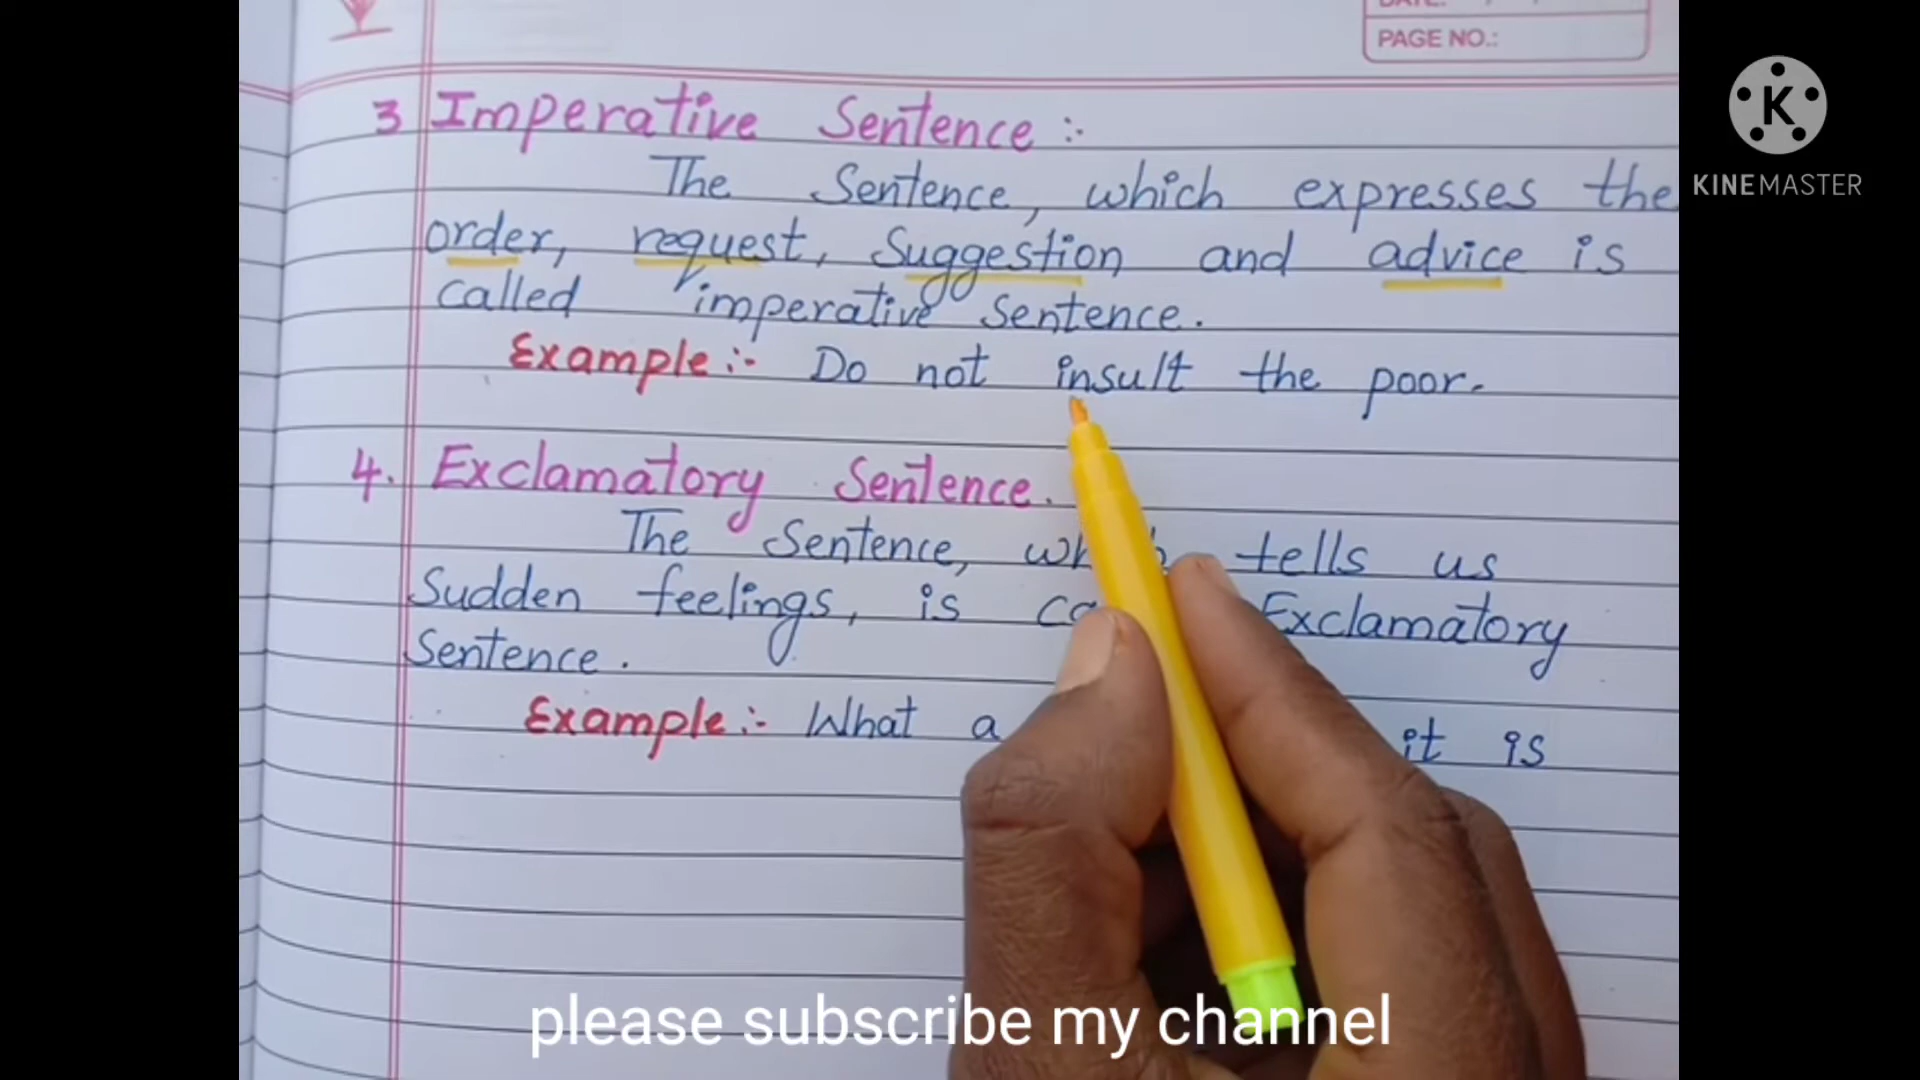 PAGE NO.:
3 Imperative Sentence :-
The Sentence, which expresses the
order, request, Suggestion and advice is
called imperative Sentence.
Example :- Do not insult the poor.
4. Exclamatory Sentence.
The Sentence, tells us
Sudden feelings, is Exclamatory
Sentence.
Example :- What a it is
KINEMASTER
please subscribe my channel